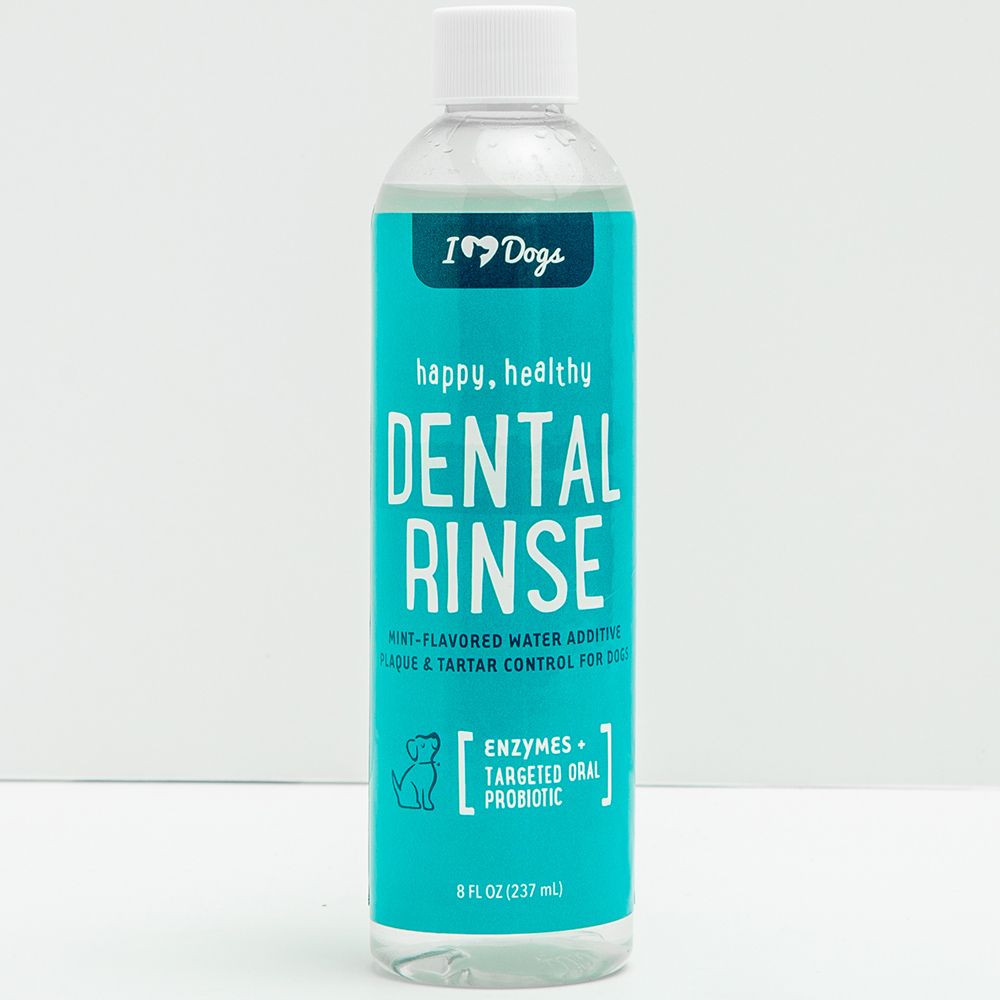 I Dogs
happy, healthy
DENTAL
RINSE
MINT-FLAVORED WATER ADDITIVE
PLAQUE & TARTAR CONTROL FOR DOGS
ENZYMES +
TARGETED ORAL
PROBIOTIC
8 FL OZ (237 mL)